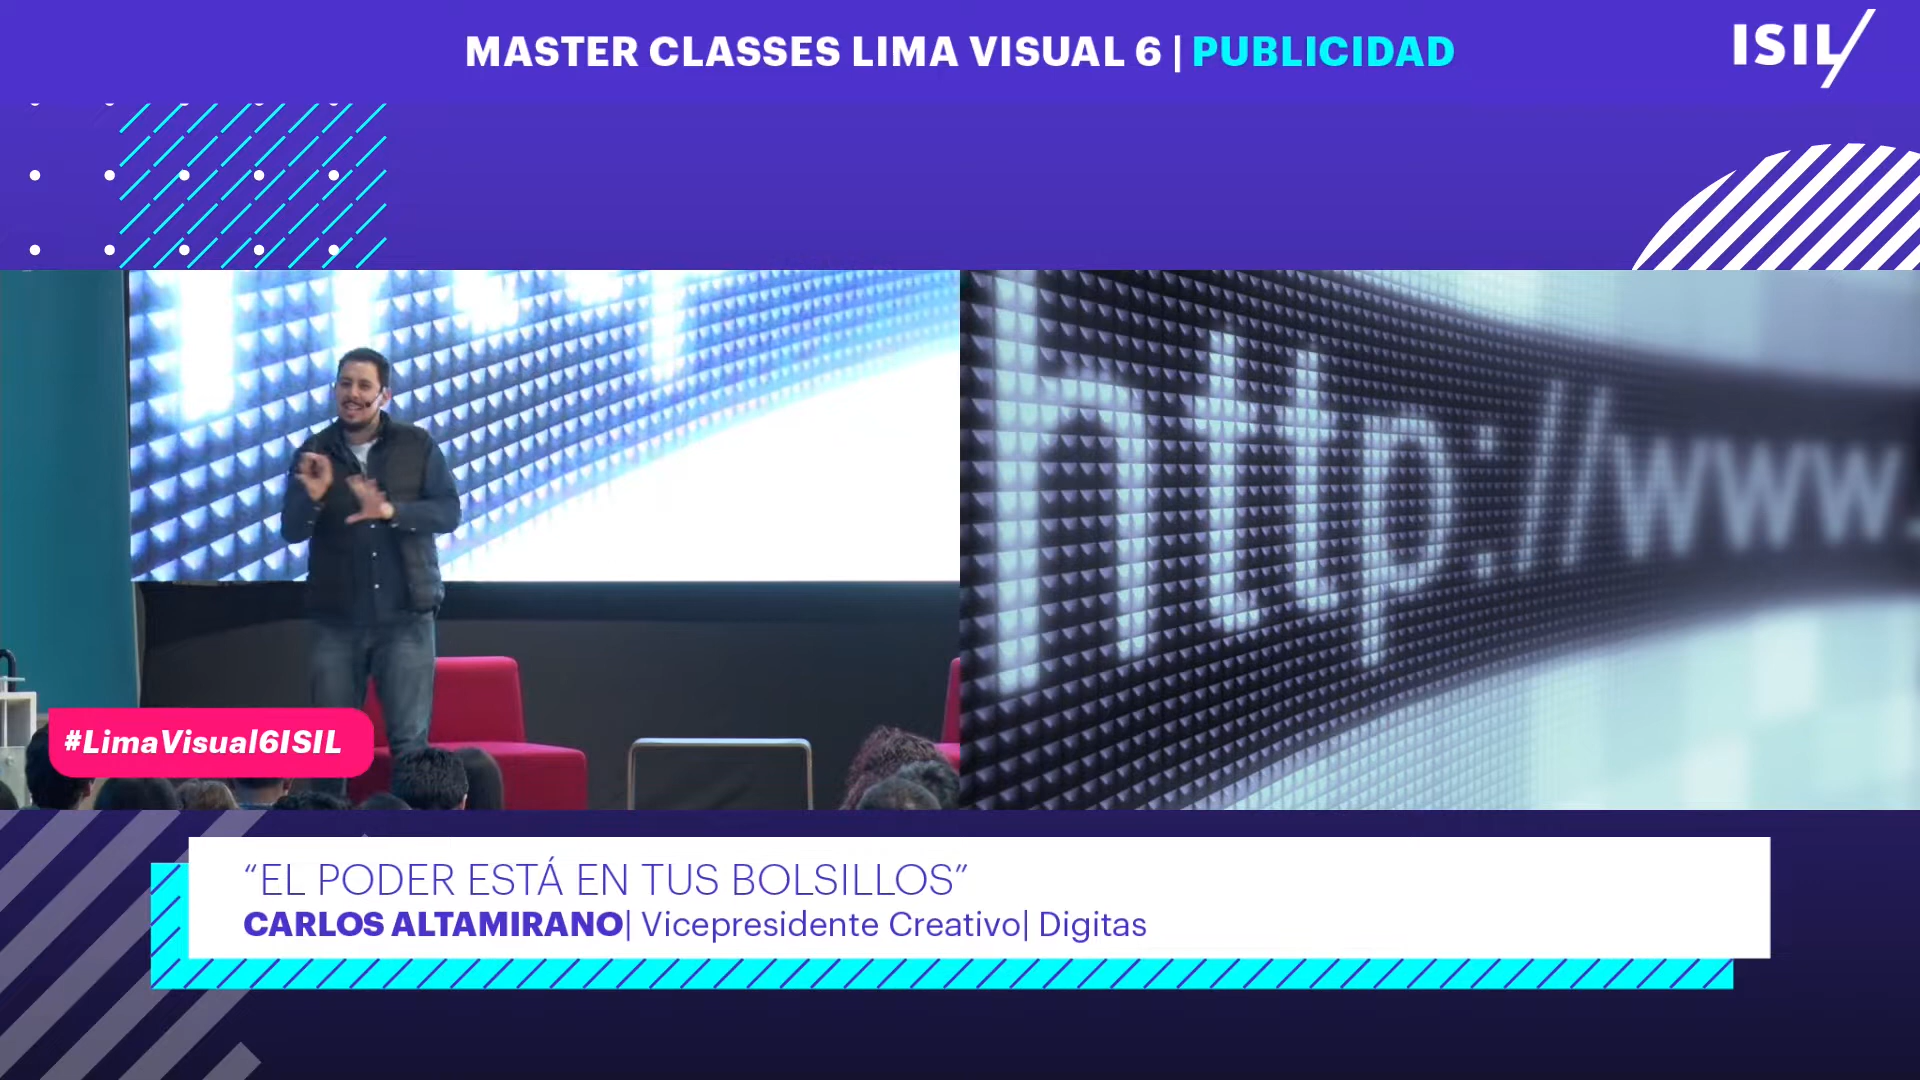 MASTER CLASSES LIMA VISUAL 6 | PUBLICIDAD
ISIL
http://www.
#LimaVisual6ISIL
“EL PODER ESTÁ EN TUS BOLSILLOS”
CARLOS ALTAMIRANO| Vicepresidente Creativo| Digitas